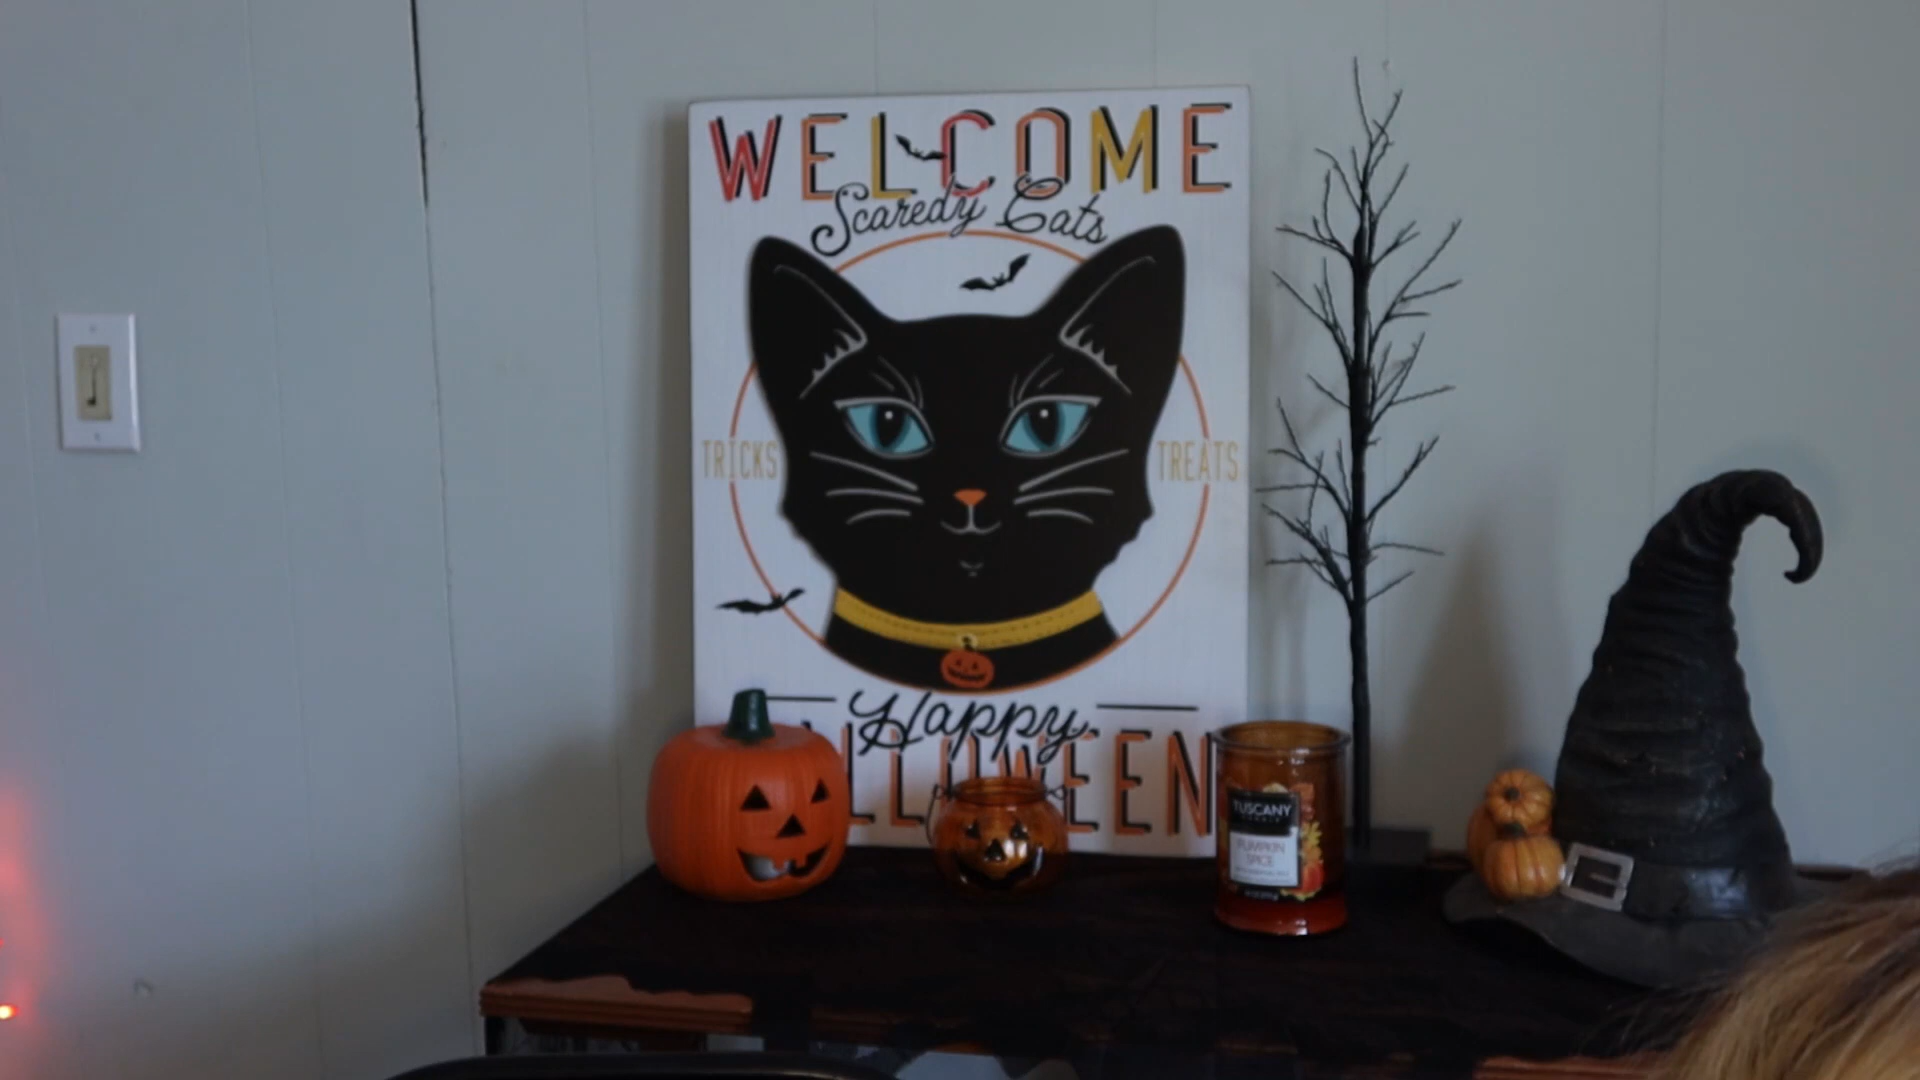 WELCOME
Scaredy Cats
TRICKS
TREATS
Happy
LLOWEEN
TUSCANY
PUMPKIN
SPICE